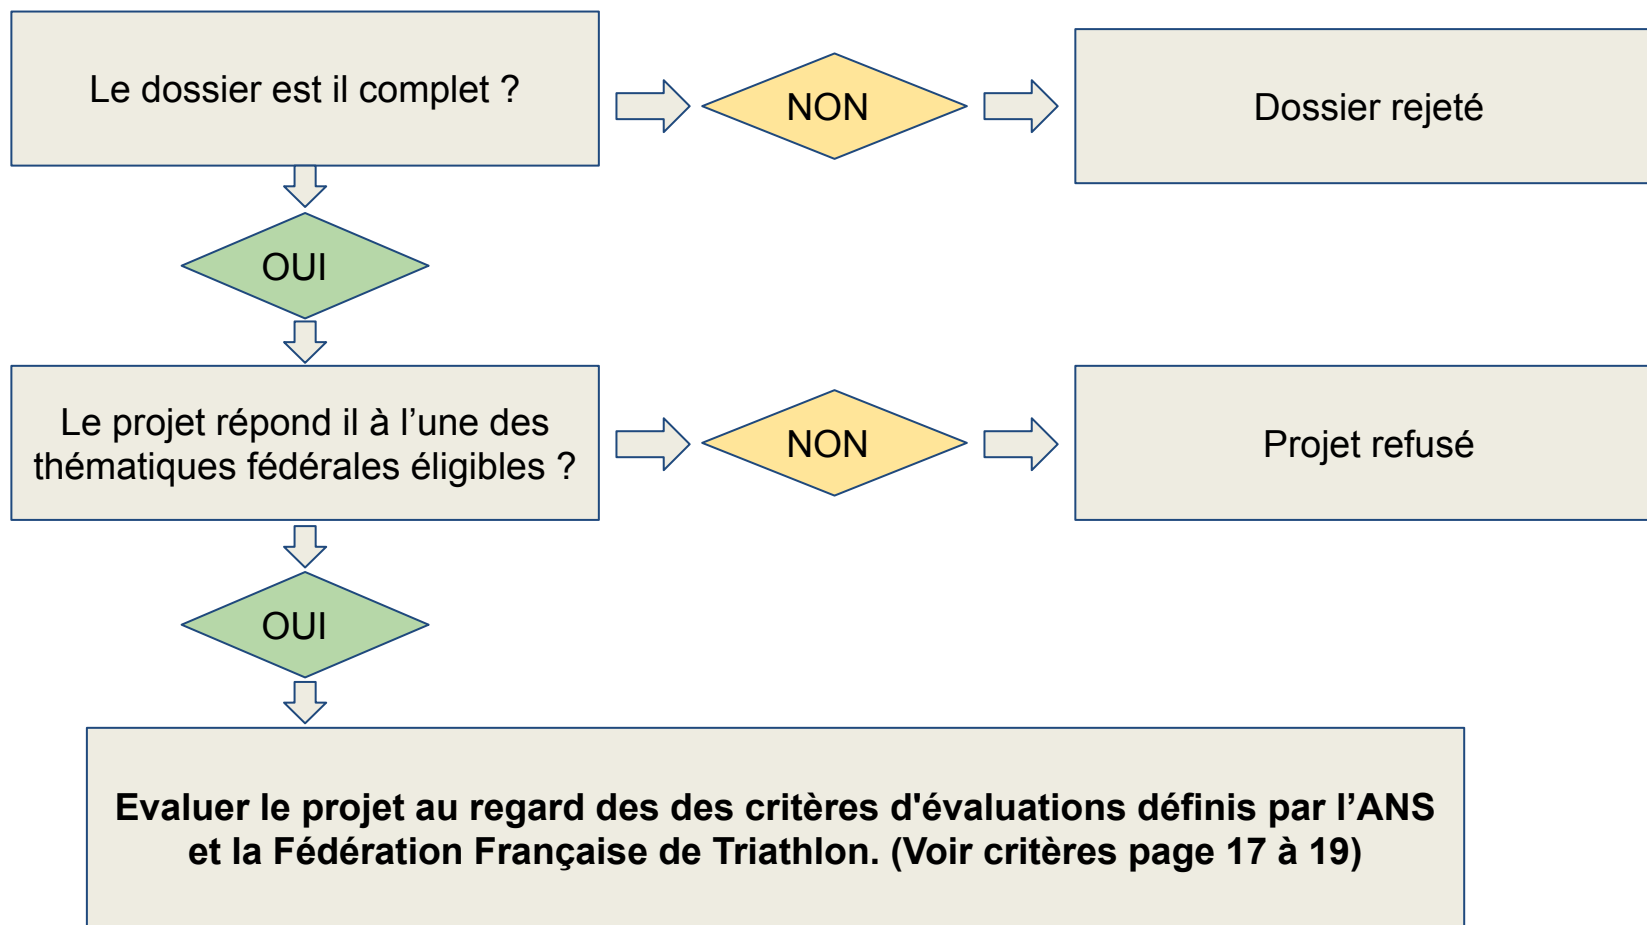 Le dossier est il complet ?
NON
Dossier rejeté
OUI
Le projet répond il à l’une des
thématiques fédérales éligibles ?
NON
Projet refusé
OUI
Evaluer le projet au regard des des critères d'évaluations définis par l’ANS
et la Fédération Française de Triathlon. (Voir critères page 17 à 19)